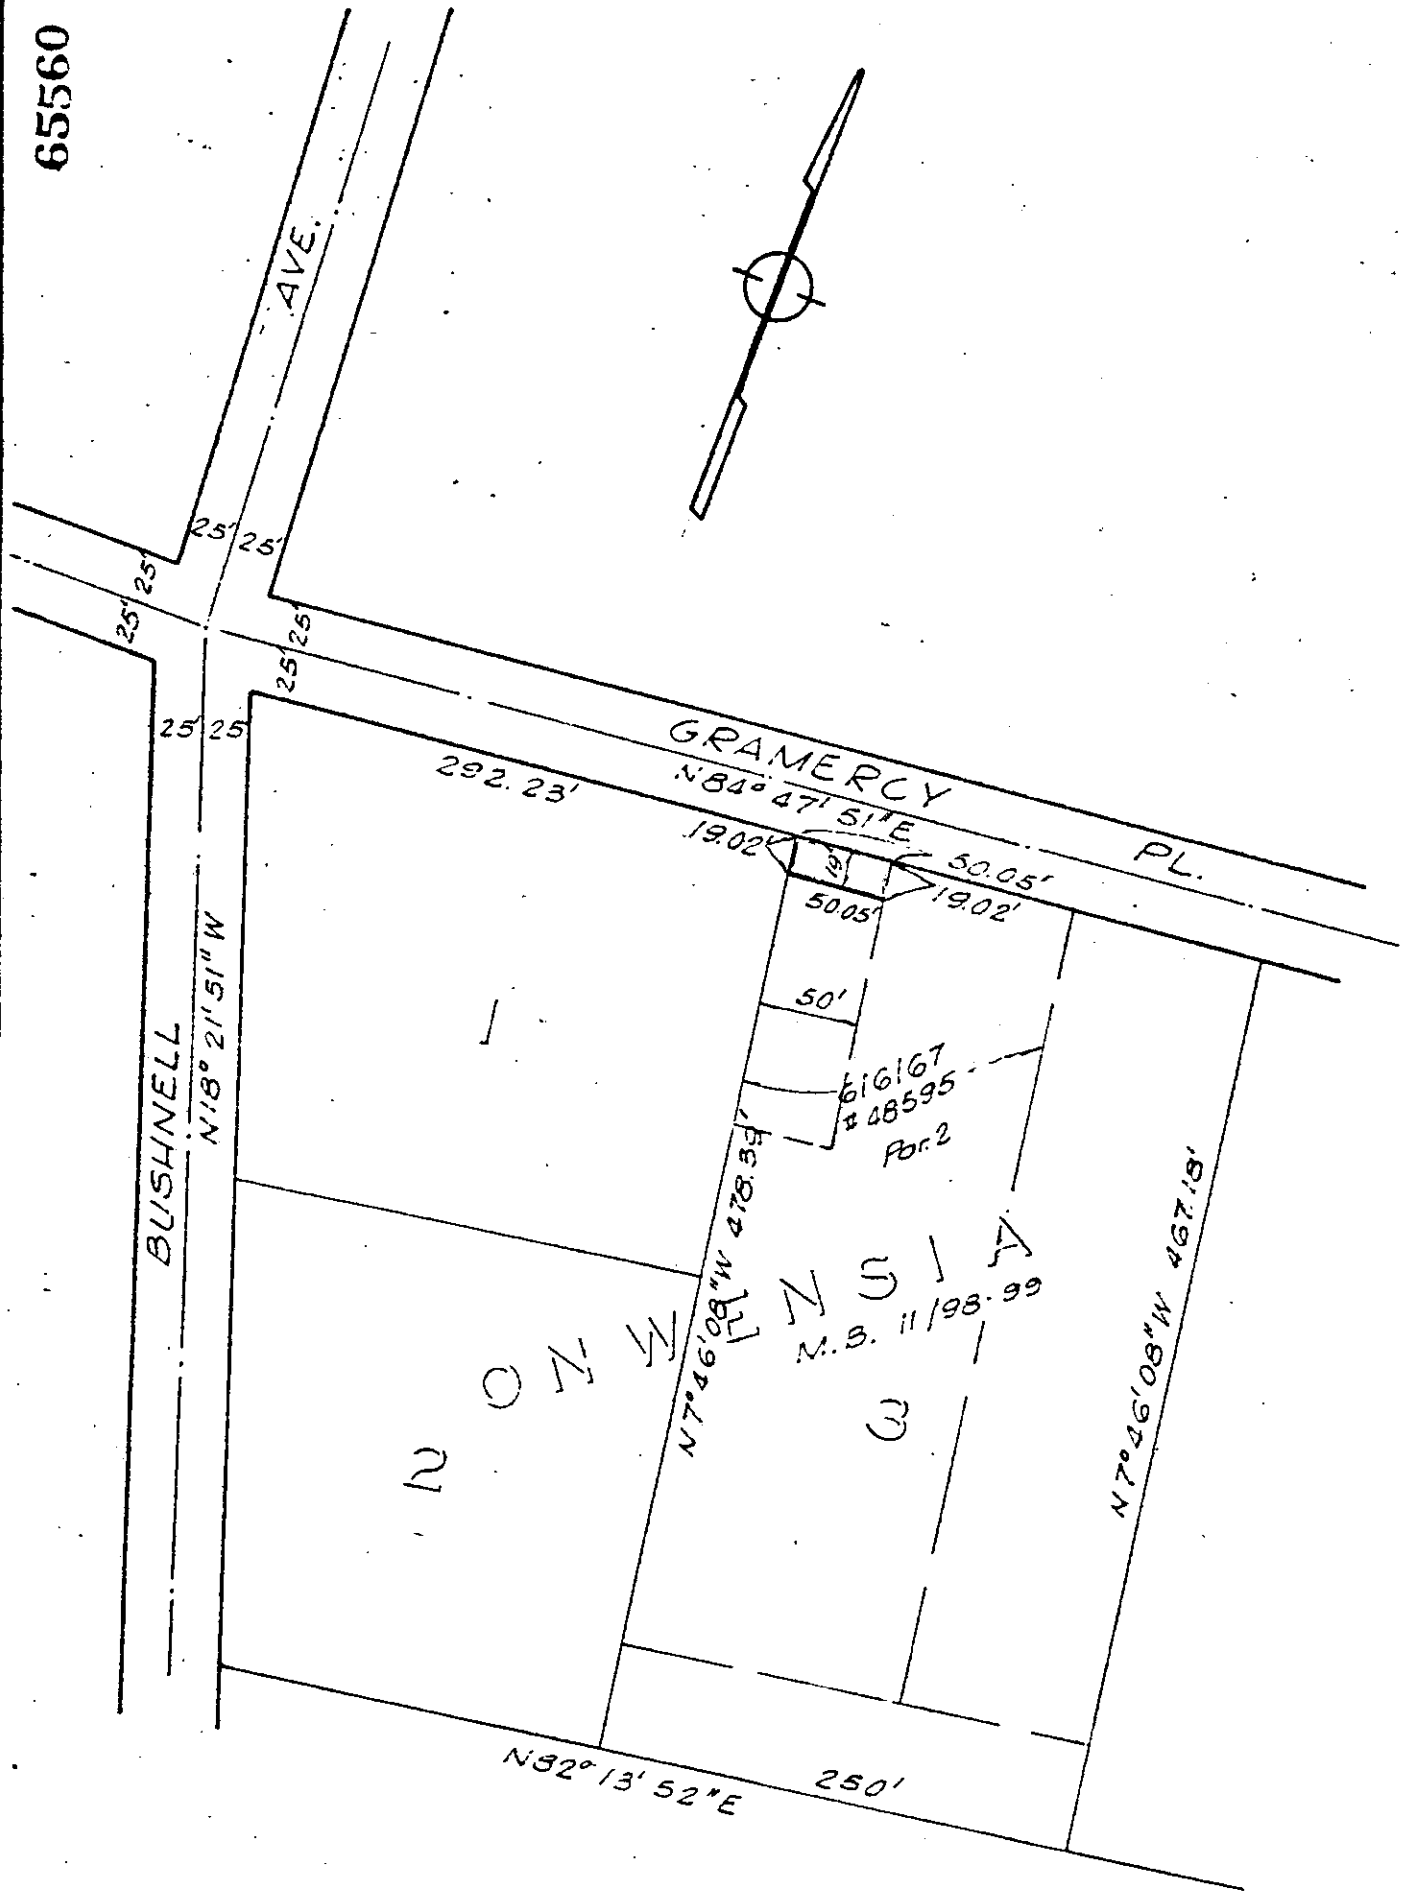 65560
AVE.
25' 25'
25'
25'
25'
25'
25' 25'
GRAMERCY PL.
N84° 47' 51"E
292.23'
19.02'
19'
50.05'
50.05'
19.02'
50'
BUSHNELL
N18° 21' 51" W
1
616167
# 48595
Por. 2
N7°46'08"W 478.39'
N7°46'08"W 467.18'
ONWENSIA
M.B. 11/98-99
2
3
N82° 13' 52"E
250'